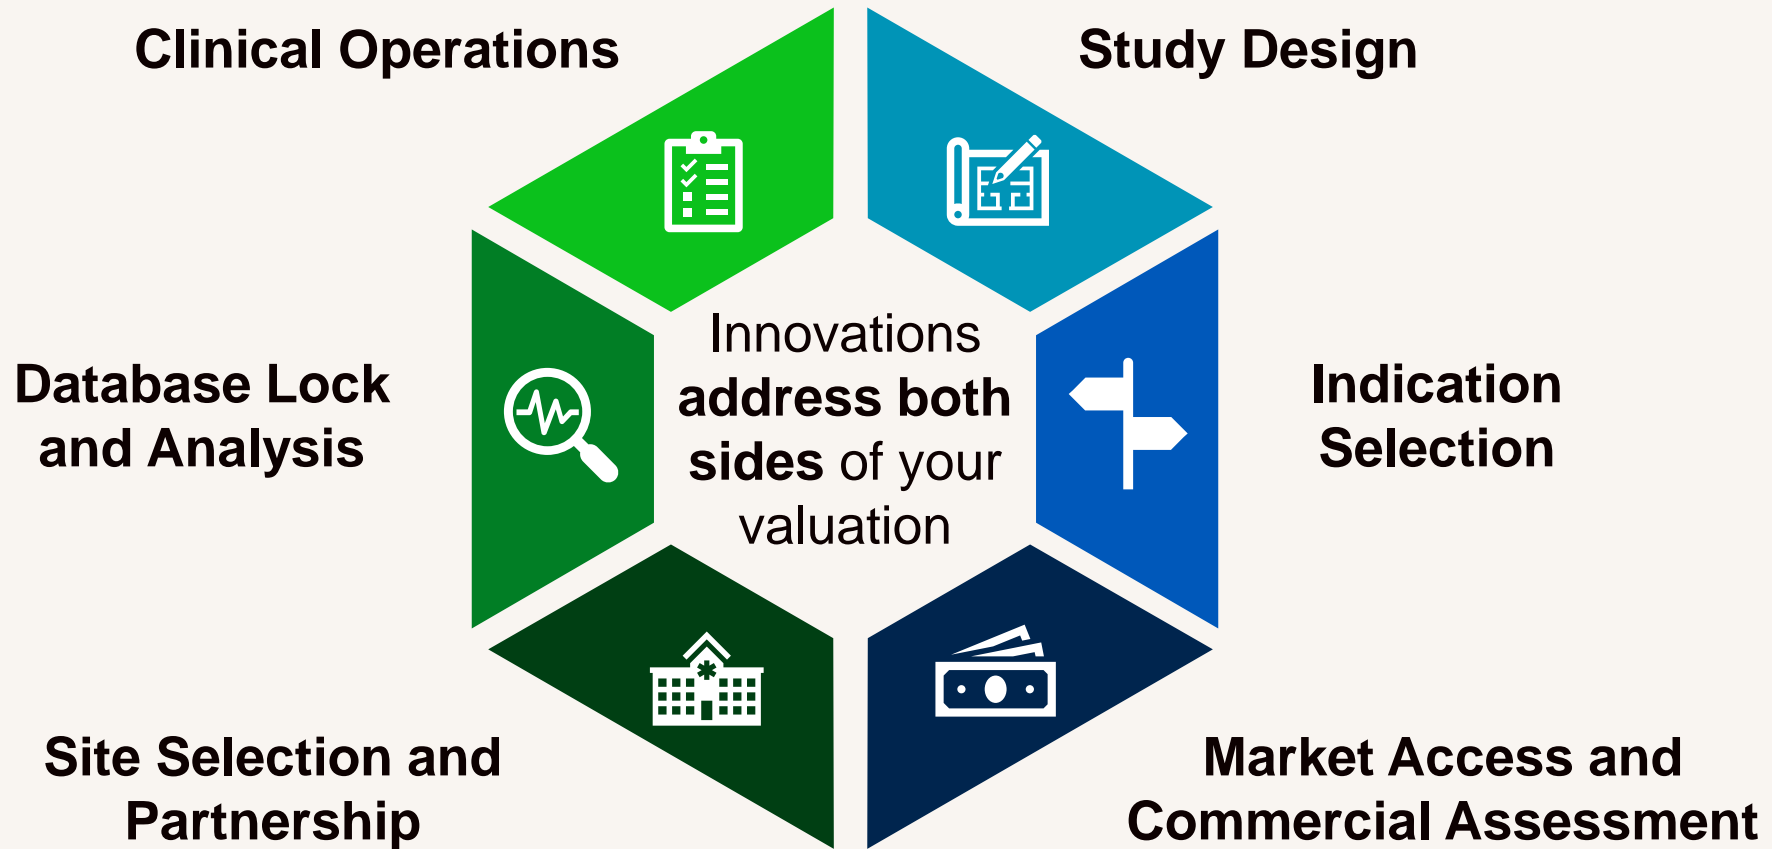 Clinical Operations
Study Design
Innovations
address both
sides of your
valuation
Database Lock
and Analysis
Indication
Selection
Site Selection and
Partnership
Market Access and
Commercial Assessment